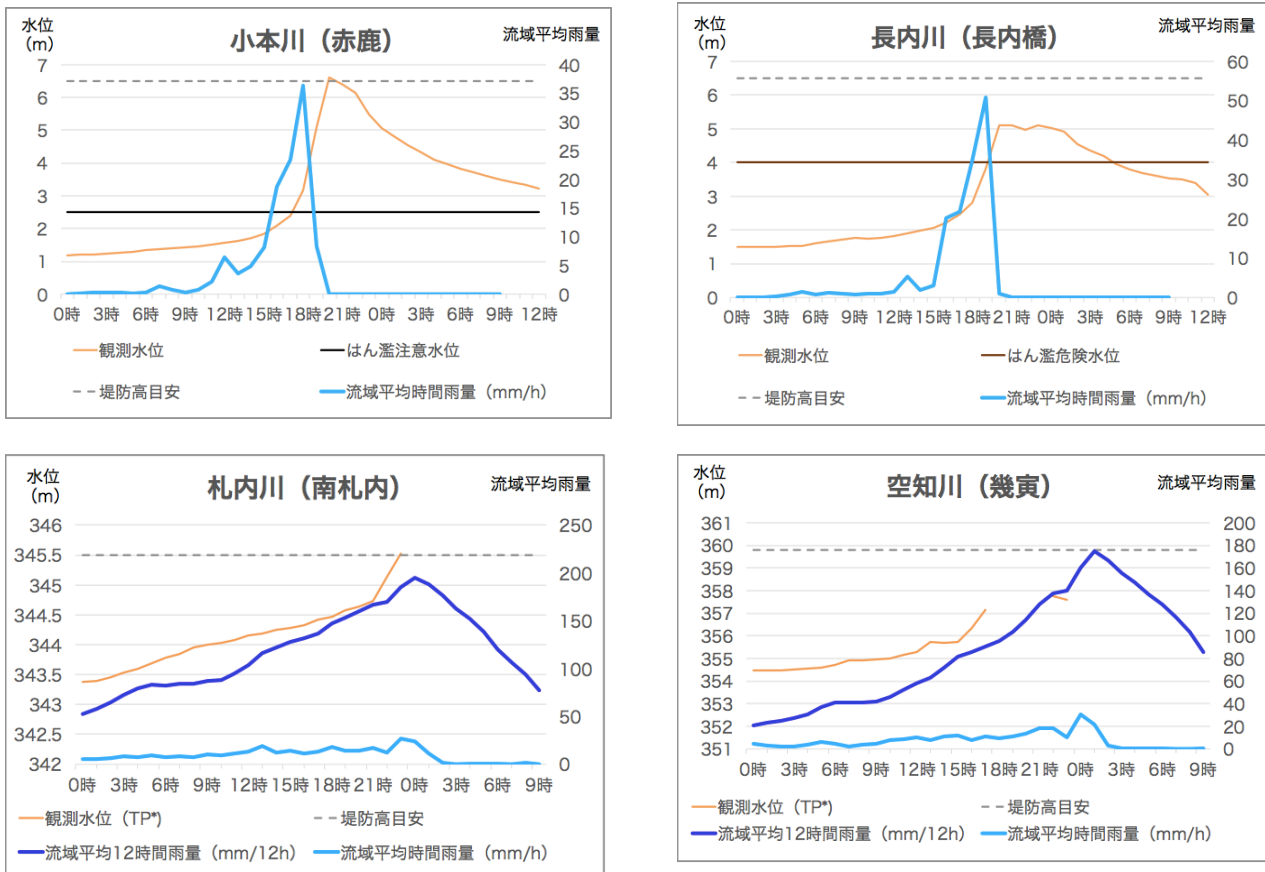 水位
(m)
小本川（赤鹿）
流域平均雨量
7
6
5
4
3
2
1
0
40
35
30
25
20
15
10
5
0
0時 3時 6時 9時 12時 15時 18時 21時 0時 3時 6時 9時 12時
観測水位 はん濫注意水位
堤防高目安 流域平均時間雨量（mm/h）
水位
(m)
長内川（長内橋）
流域平均雨量
7
6
5
4
3
2
1
0
60
50
40
30
20
10
0
0時 3時 6時 9時 12時 15時 18時 21時 0時 3時 6時 9時 12時
観測水位 はん濫危険水位
堤防高目安 流域平均時間雨量（mm/h）
水位
(m)
札内川（南札内）
流域平均雨量
346
345.5
345
344.5
344
343.5
343
342.5
342
250
200
150
100
50
0
0時 3時 6時 9時 12時 15時 18時 21時 0時 3時 6時 9時
観測水位（TP*) 堤防高目安
流域平均12時間雨量（mm/12h） 流域平均時間雨量（mm/h）
水位
(m)
空知川（幾寅）
流域平均雨量
361
360
359
358
357
356
355
354
353
352
351
200
180
160
140
120
100
80
60
40
20
0
0時 3時 6時 9時 12時 15時 18時 21時 0時 3時 6時 9時
観測水位（TP*) 堤防高目安
流域平均12時間雨量（mm/12h） 流域平均時間雨量（mm/h）